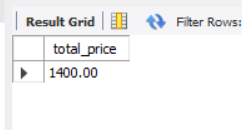 Result Grid Filter Rows:
total_price
1400.00